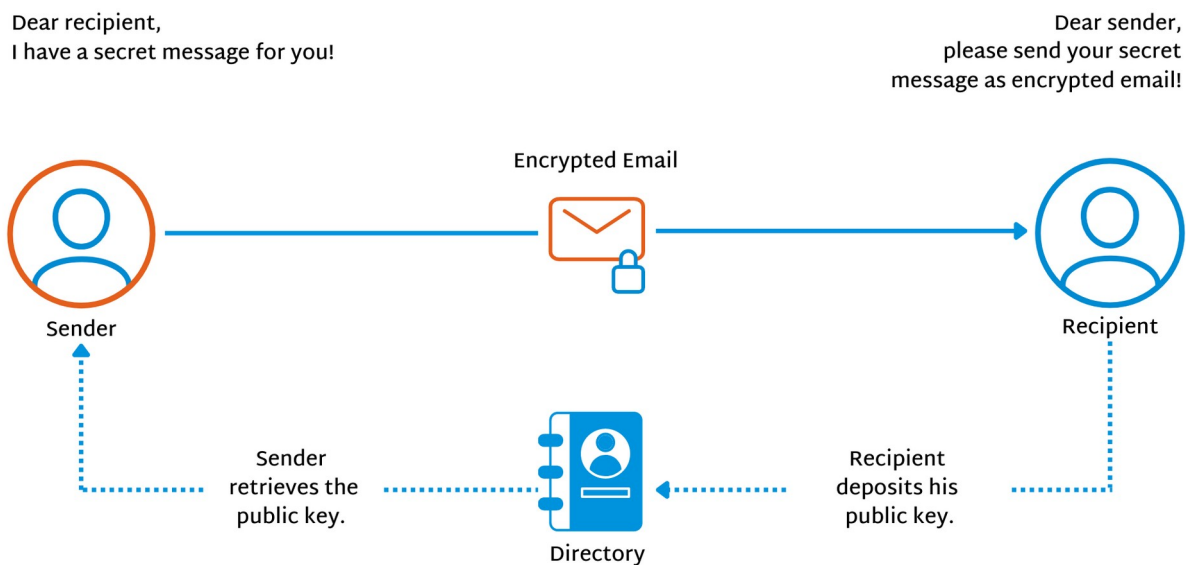 Dear recipient,
I have a secret message for you!
Dear sender,
please send your secret
message as encrypted email!
Encrypted Email
Sender
Recipient
Sender
retrieves the
public key.
Recipient
deposits his
public key.
Directory